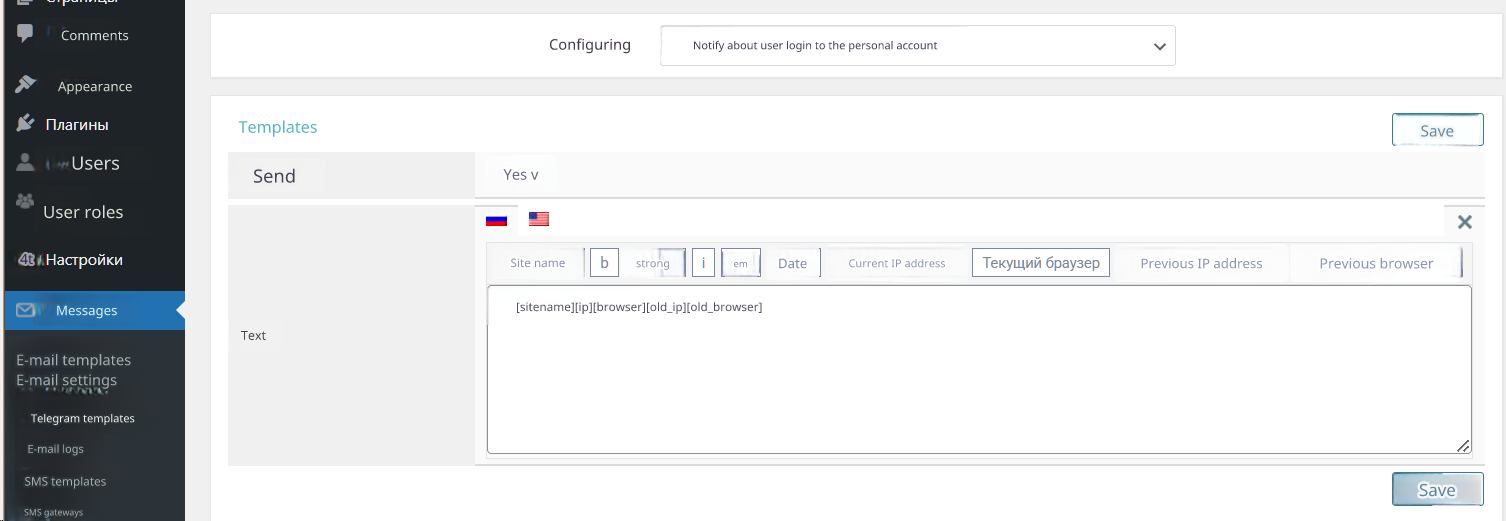 Страницы
Comments
Appearance
Плагины
Users
User roles
Настройки
Messages
E-mail templates
E-mail settings
Telegram templates
E-mail logs
SMS templates
SMS gateways
Configuring
Notify about user login to the personal account
Templates
Save
Send
Yes v
Site name b strong i em Date Current IP address Текущий браузер Previous IP address Previous browser
Text
[sitename][ip][browser][old_ip][old_browser]
Save